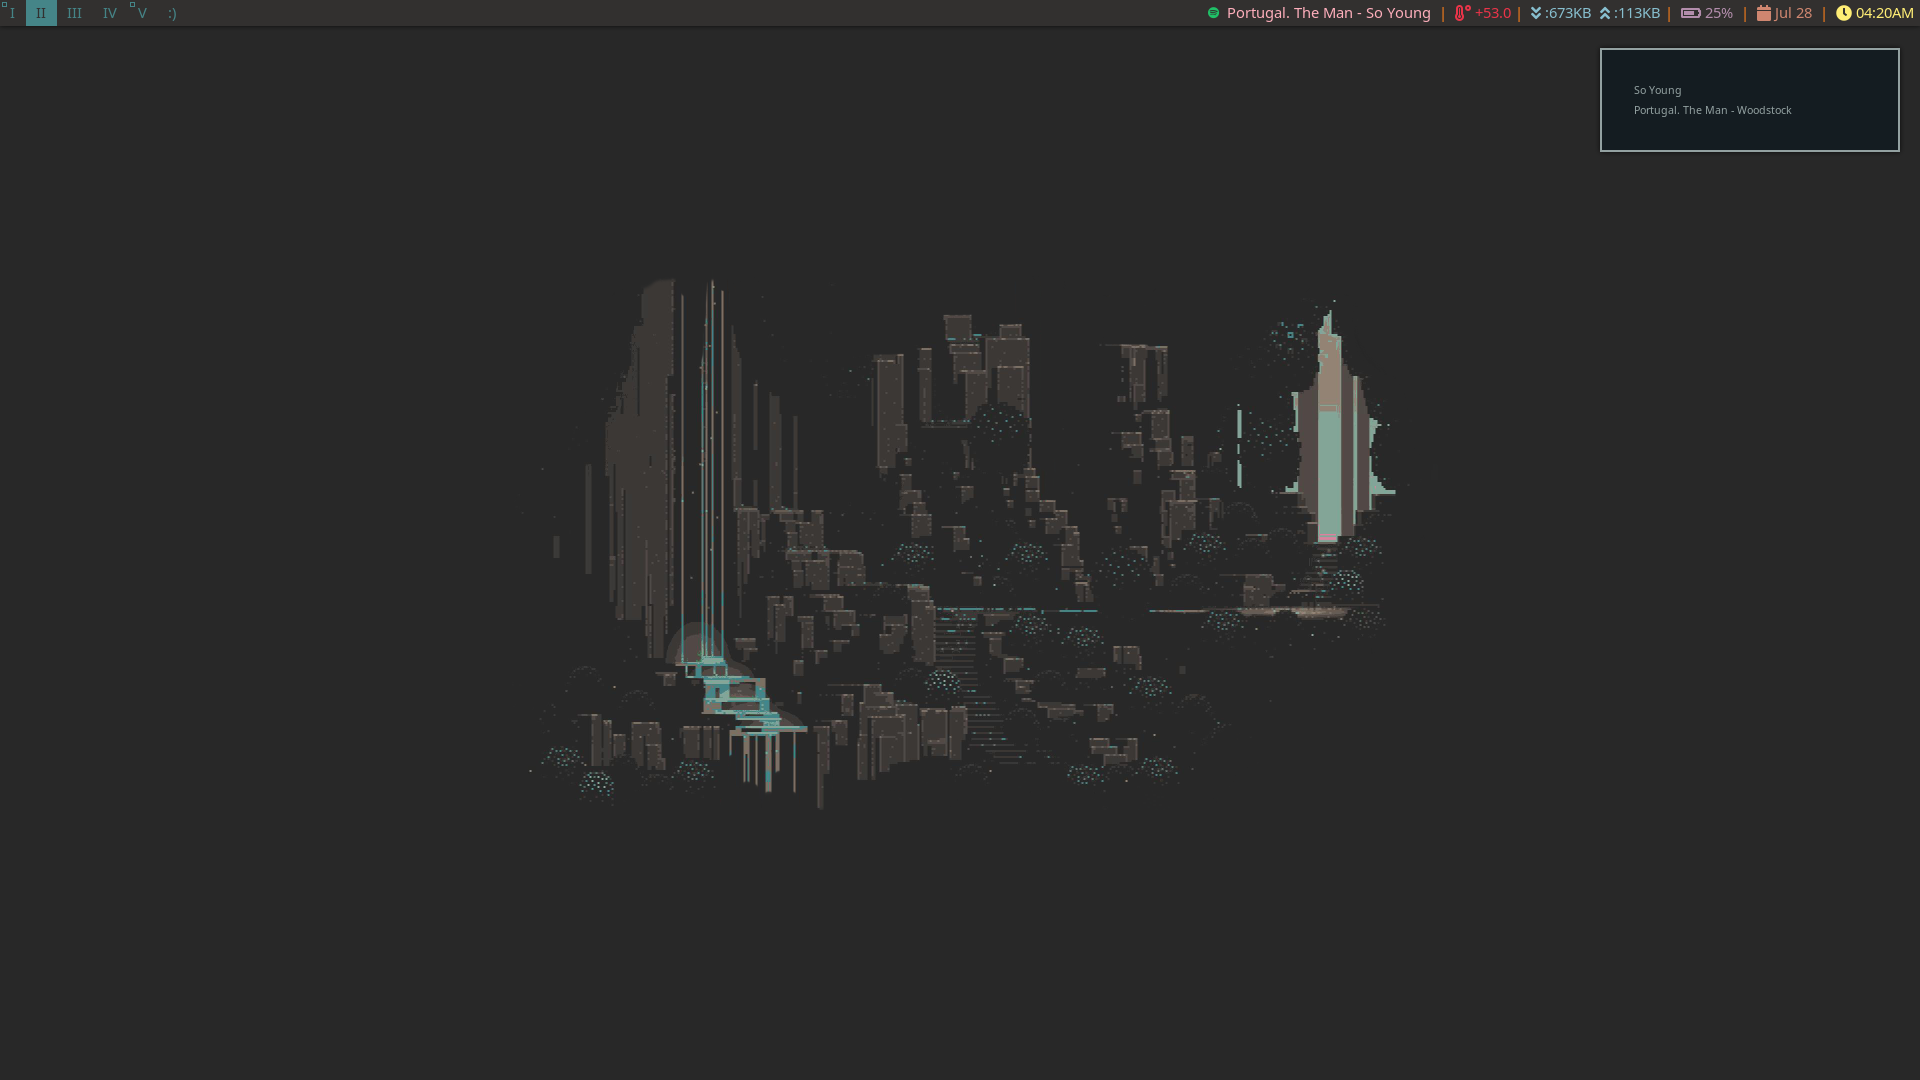 I II III IV V :) Portugal. The Man - So Young | +53.0 | :673KB :113KB | 25% | Jul 28 | 04:20AM
So Young
Portugal. The Man - Woodstock